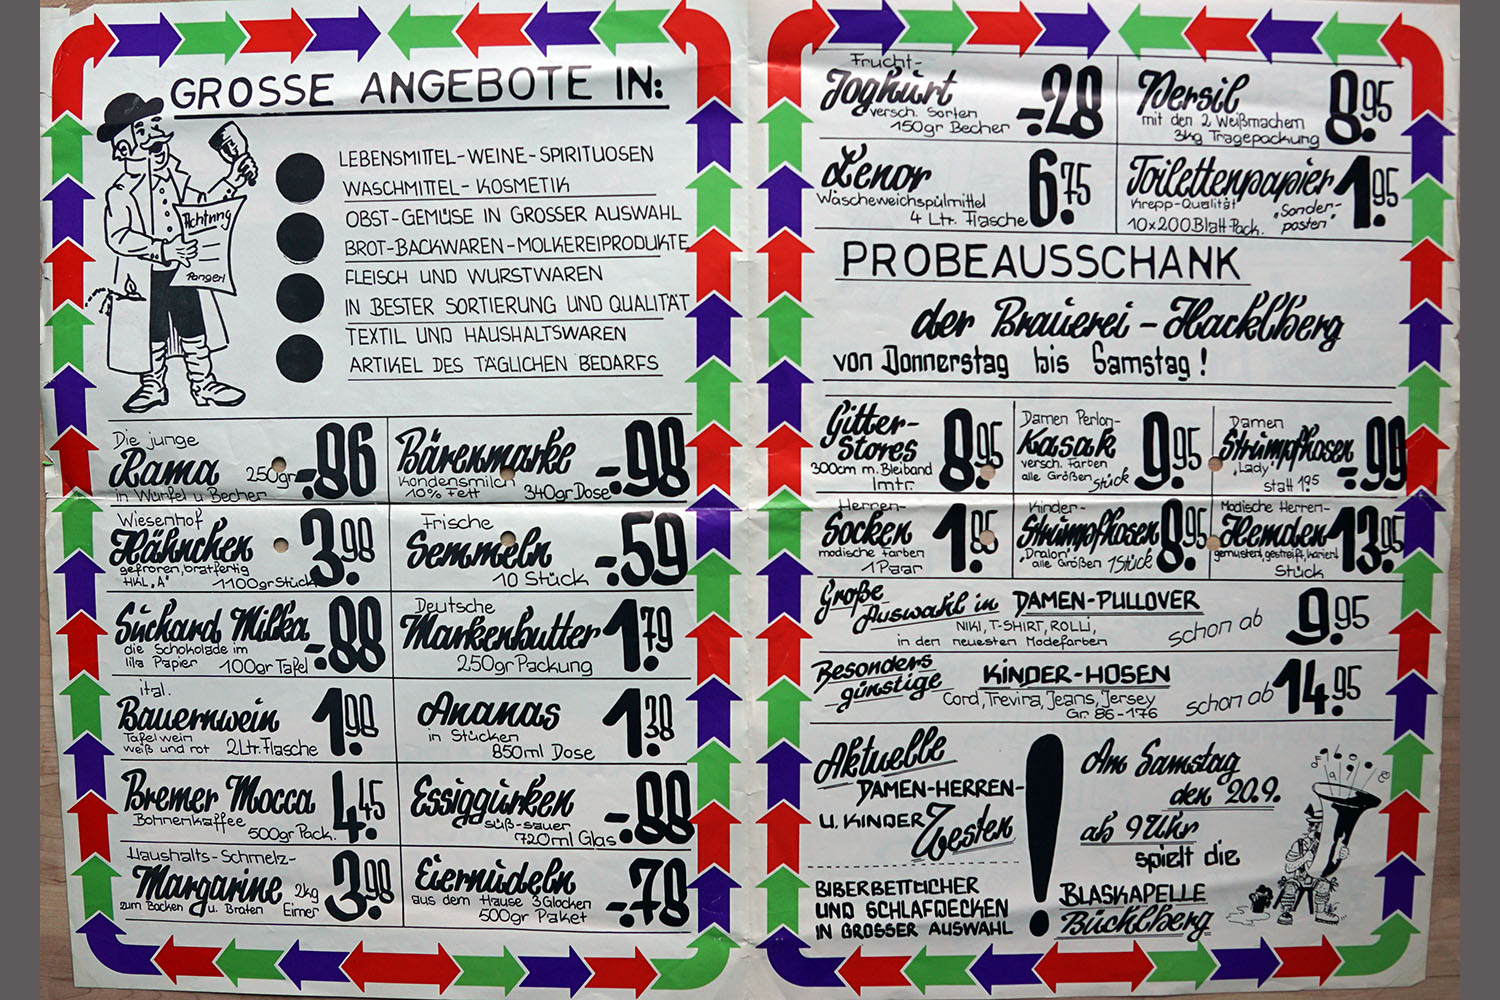 GROSSE ANGEBOTE IN:
Achtning
Pangerl
LEBENSMITTEL-WEINE-SPIRITUOSEN
WASCHMITTEL-KOSMETIK
OBST-GEMÜSE IN GROSSER AUSWAHL
BROT-BACKWAREN-MOLKEREIPRODUKTE
FLEISCH UND WURSTWAREN
IN BESTER SORTIERUNG UND QUALITÄT
TEXTIL UND HAUSHALTSWAREN
ARTIKEL DES TÄGLICHEN BEDARFS
Die junge
Rama 250gr -.86
in Würfel u. Becher
Bärenmarke -.98
Kondensmilch
10% Fett 340gr Dose
Wiesenhof
Hähnchen 3.98
gefroren, bratfertig
HKL „A" 1100gr Stück
Frische
Semmeln -.59
10 Stück
Suchard Milka -.88
die Schokolade im
lila Papier 100gr Tafel
Deutsche
Markenbutter 1.79
250gr Packung
ital.
Bauernwein 1.98
Tafelwein
weiß und rot 2Ltr. Flasche
Ananas 1.38
in Stücken
850ml Dose
Bremer Mocca 4.45
Bohnenkaffee
500gr Pack.
Essiggurken -.88
süß-sauer
720ml Glas
Haushalts-Schmelz-
Margarine 2kg 3.98
zum Backen u. Braten Eimer
Eiernudeln -.78
aus dem Hause 3 Glocken
500gr Paket
Frucht-
Joghurt -.28
versch. Sorten
150gr Becher
Persil 8.95
mit den 2 Weißmachern
3kg Tragepackung
Lenor 6.75
Wäscheweichspülmittel
4 Ltr. Flasche
Toilettenpapier 1.95
Krepp-Qualität „Sonder-
10x200 Blatt Pack. posten"
PROBEAUSSCHANK
der Brauerei - Hacklberg
von Donnerstag bis Samstag!
Gitter-
Stores 8.95
300cm m. Bleiband
lmtr.
Damen Perlon-
Kasak 9.95
versch. Farben
alle Größen Stück
Damen
Strumpfhosen -.99
„Lady"
statt 1.95
Herren-
Socken 1.95
modische Farben
1 Paar
Kinder-
Strumpfhosen 8.95
„Dralon"
alle Größen 1 Stück
Modische Herren-
Hemden 13.95
gemustert, gestreift, kariert
Stück
Große
Auswahl in DAMEN-PULLOVER
NIKI, T-SHIRT, ROLLI,
in den neuesten Modefarben schon ab 9.95
Besonders
günstige KINDER-HOSEN
Cord, Trevira, Jeans, Jersey
Gr. 86-176 schon ab 14.95
Aktuelle
DAMEN-HERREN-
U. KINDER Westen
BIBERBETTÜCHER
UND SCHLAFDECKEN
IN GROSSER AUSWAHL
!
Am Samstag
den 20.9.
ab 9 Uhr
spielt die
BLASKAPELLE
Büchlberg